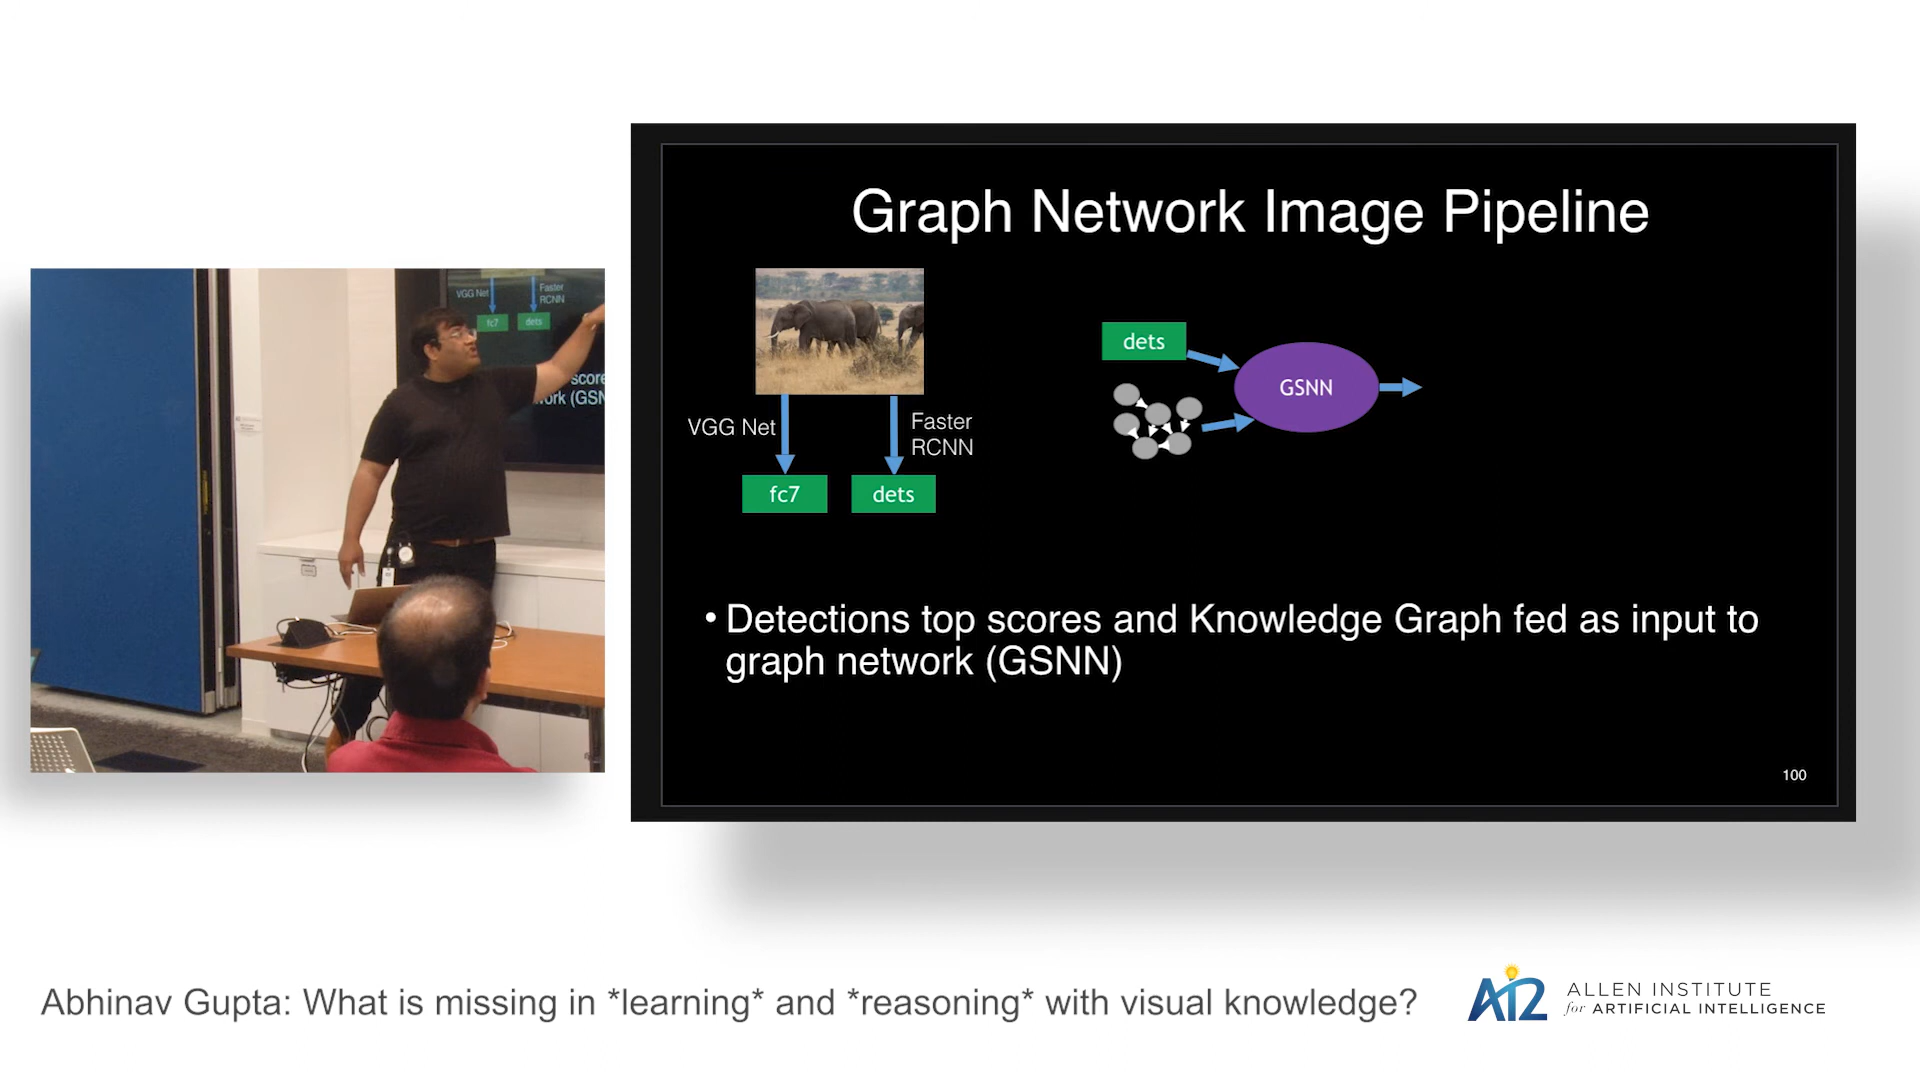 Graph Network Image Pipeline
VGG Net
Faster
RCNN
fc7
dets
dets
GSNN
• Detections top scores and Knowledge Graph fed as input to
graph network (GSNN)
100
VGG Net
Faster
RCNN
fc7
dets
score
ork (GSN
Abhinav Gupta: What is missing in *learning* and *reasoning* with visual knowledge?
AI2
ALLEN INSTITUTE
for ARTIFICIAL INTELLIGENCE